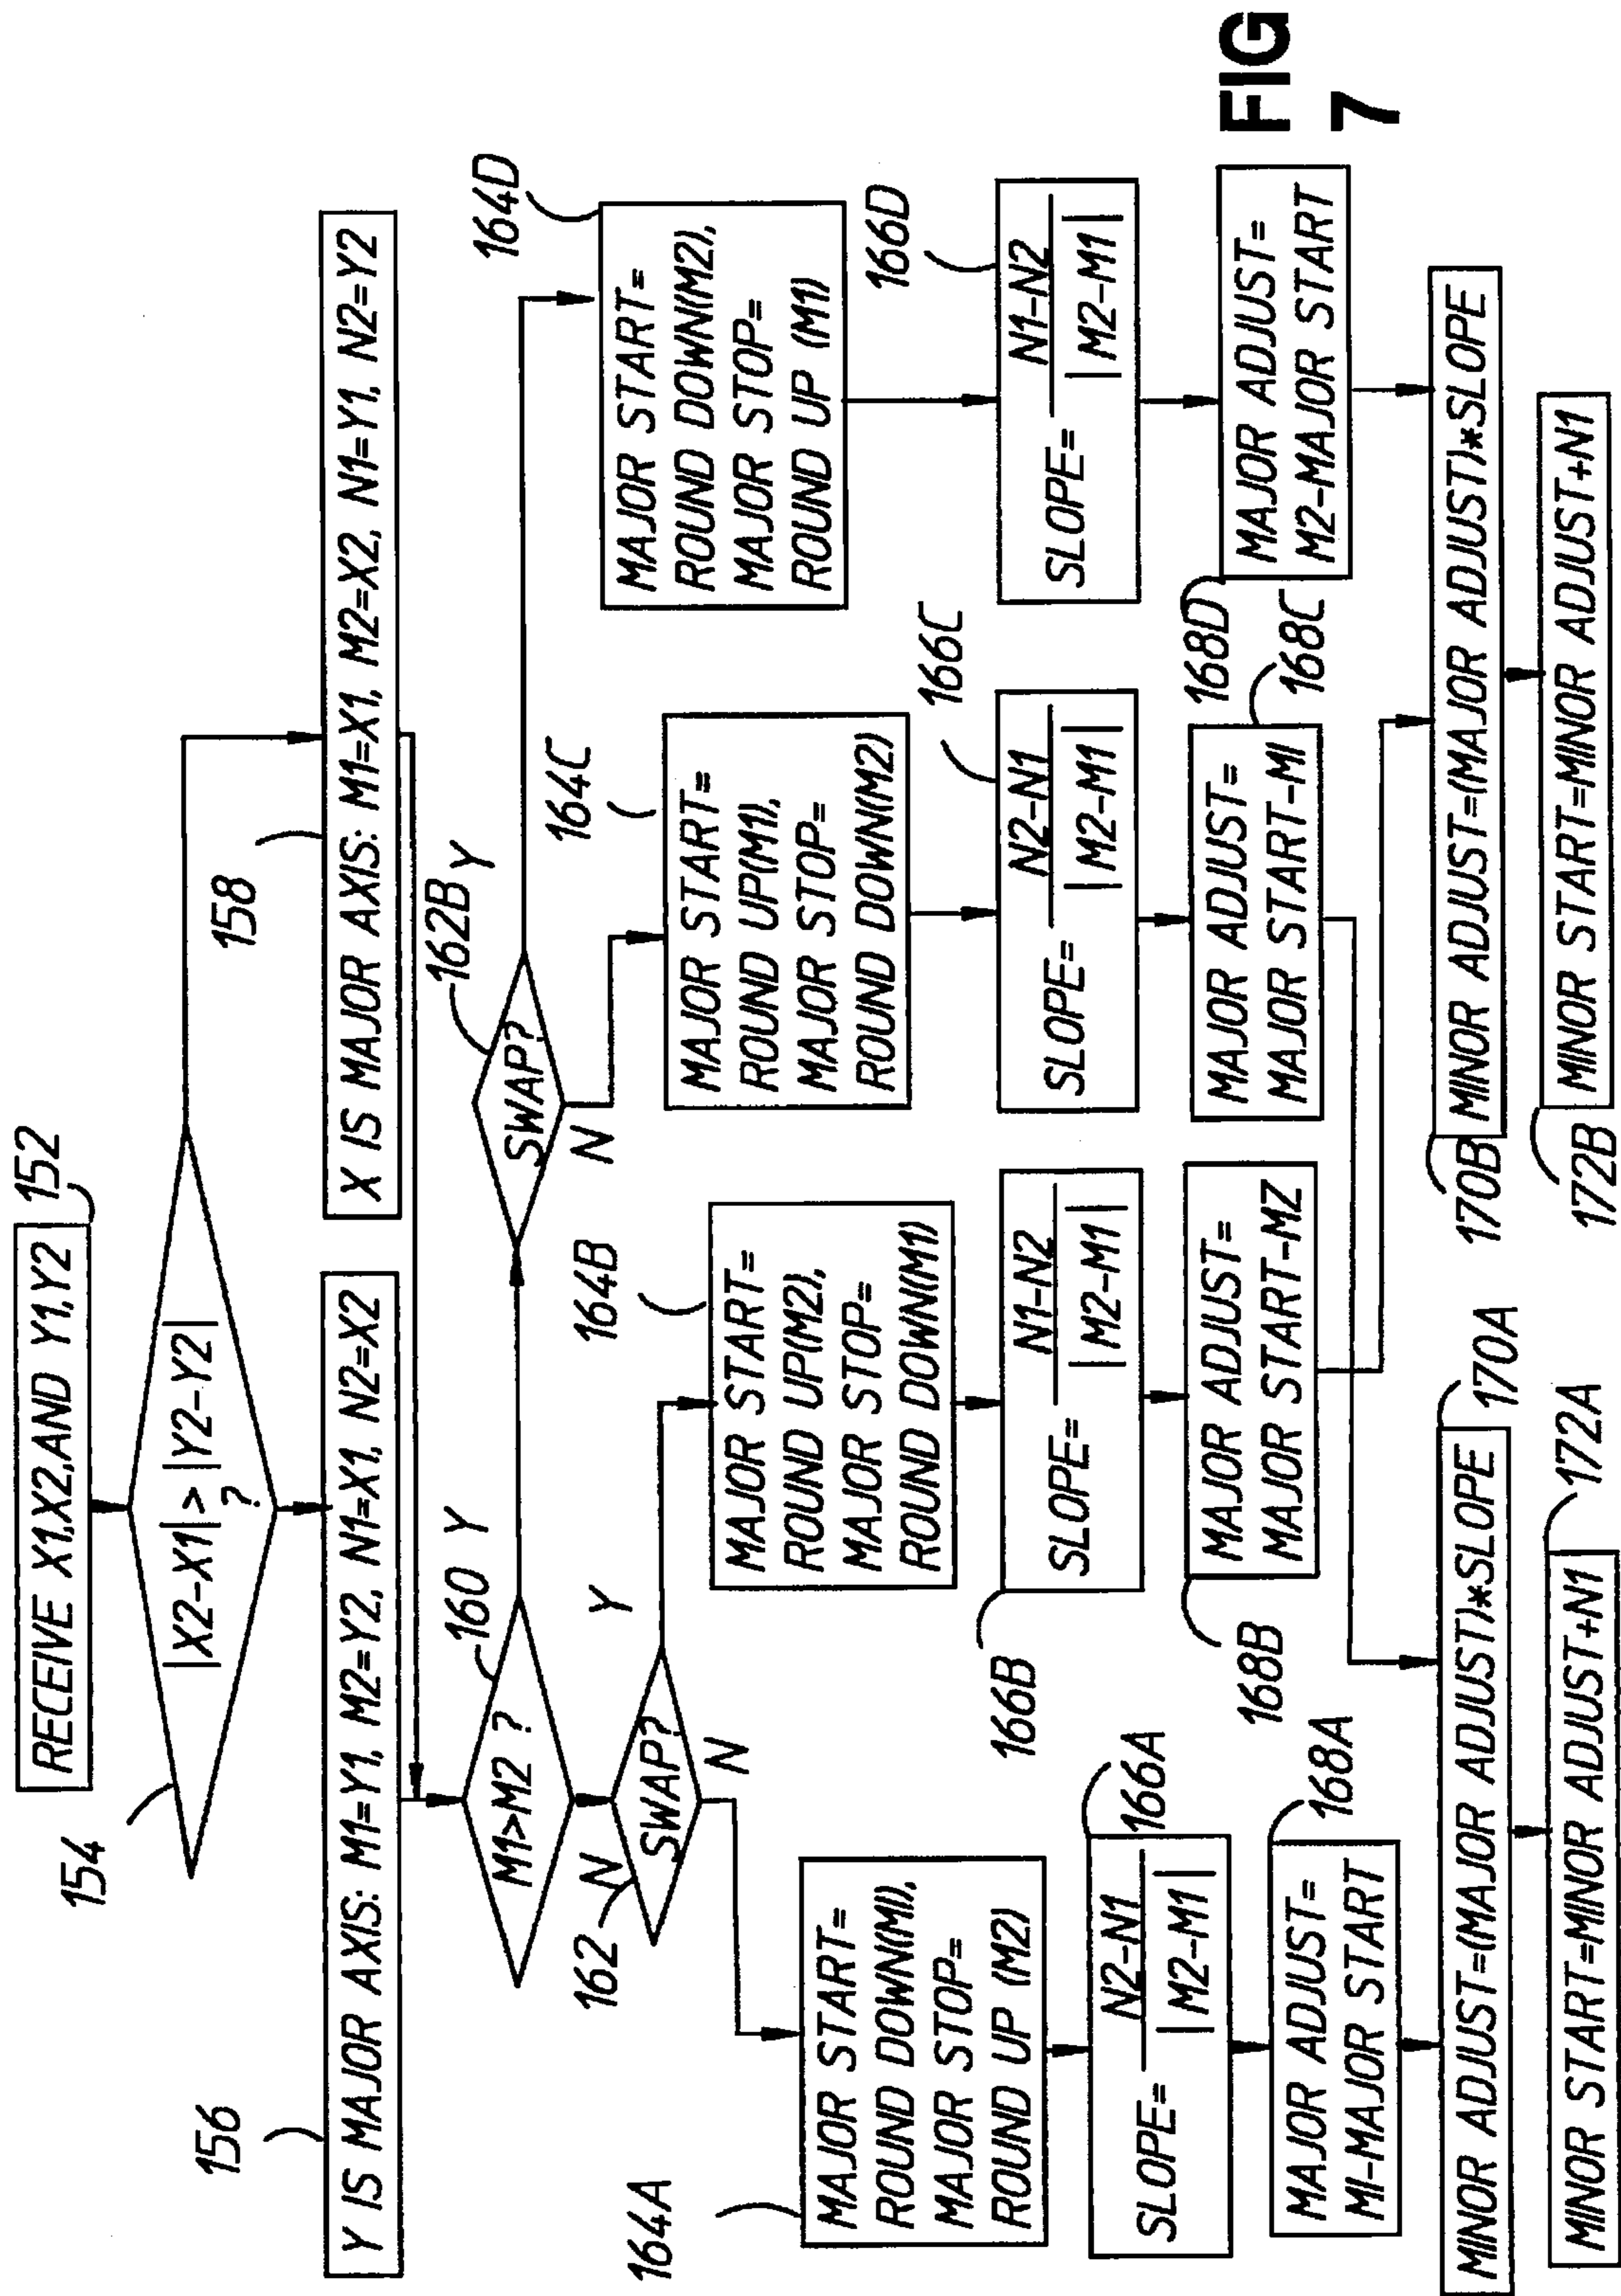 RECEIVE X1,X2,AND Y1,Y2
152
154
|X2-X1|>|Y2-Y2|
?
156
Y IS MAJOR AXIS: M1=Y1, M2=Y2, N1=X1, N2=X2
158
X IS MAJOR AXIS: M1=X1, M2=X2, N1=Y1, N2=Y2
160
Y
M1>M2 ?
N
162
SWAP?
Y
N
162B
Y
SWAP?
N
164A
MAJOR START=
ROUND DOWN(MI),
MAJOR STOP=
ROUND UP (M2)
164B
MAJOR START=
ROUND UP(M2),
MAJOR STOP=
ROUND DOWN(M1)
164C
MAJOR START=
ROUND UP(M1),
MAJOR STOP=
ROUND DOWN(M2)
164D
MAJOR START=
ROUND DOWN(M2),
MAJOR STOP=
ROUND UP (M1)
166A
SLOPE=
N2-N1
|M2-M1|
166B
SLOPE=
N1-N2
|M2-M1|
166C
SLOPE=
N2-N1
|M2-M1|
166D
SLOPE=
N1-N2
|M2-M1|
168A
MAJOR ADJUST=
MI-MAJOR START
168B
MAJOR ADJUST=
MAJOR START-MZ
168C
MAJOR ADJUST=
MAJOR START-MI
168D
MAJOR ADJUST=
M2-MAJOR START
170A
MINOR ADJUST=(MAJOR ADJUST)*SLOPE
170B
MINOR ADJUST=(MAJOR ADJUST)*SLOPE
172A
MINOR START=MINOR ADJUST+N1
172B
MINOR START=MINOR ADJUST+N1
FIG
7